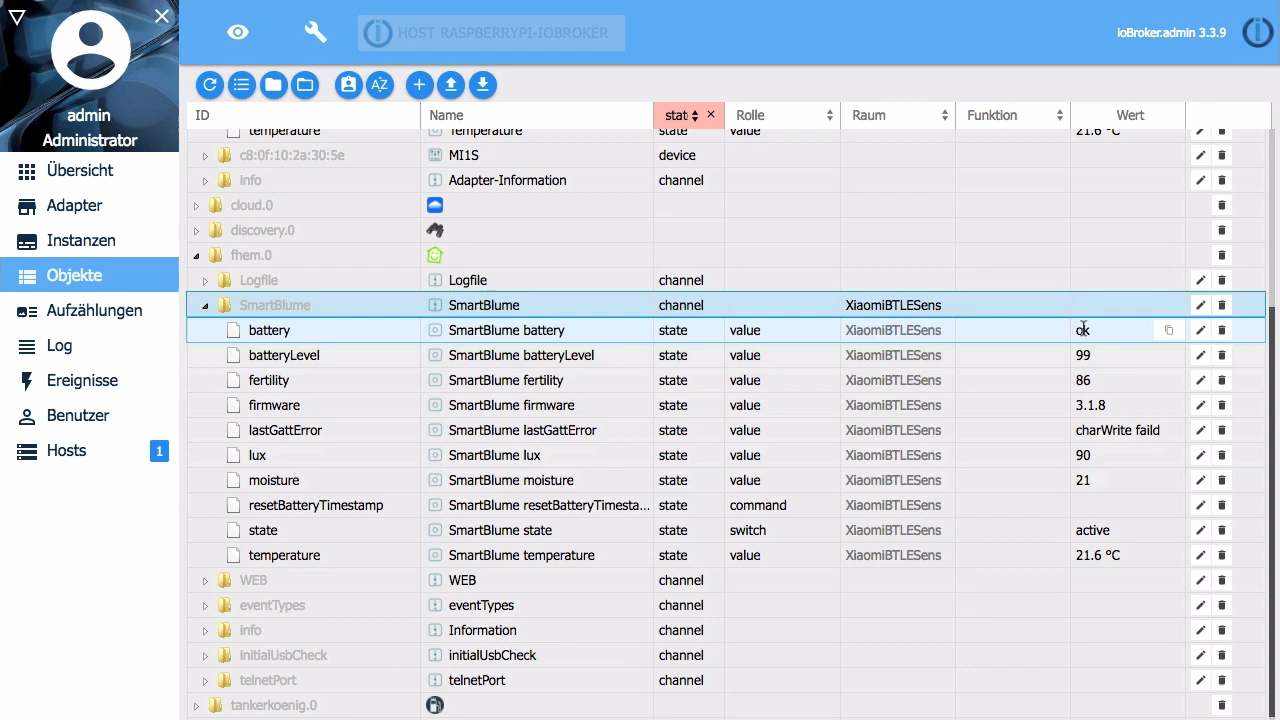 HOST RASPBERRYPI-IOBROKER
ioBroker.admin 3.3.9
admin
Administrator
Übersicht
Adapter
Instanzen
Objekte
Aufzählungen
Log
Ereignisse
Benutzer
Hosts 1
AZ
ID Name stat Rolle Raum Funktion Wert
temperature Temperature state value 21.6 °C
c8:0f:10:2a:30:5e MI1S device
info Adapter-Information channel
cloud.0
discovery.0
fhem.0
Logfile Logfile channel
SmartBlume SmartBlume channel XiaomiBTLESens
battery SmartBlume battery state value XiaomiBTLESens ok
batteryLevel SmartBlume batteryLevel state value XiaomiBTLESens 99
fertility SmartBlume fertility state value XiaomiBTLESens 86
firmware SmartBlume firmware state value XiaomiBTLESens 3.1.8
lastGattError SmartBlume lastGattError state value XiaomiBTLESens charWrite faild
lux SmartBlume lux state value XiaomiBTLESens 90
moisture SmartBlume moisture state value XiaomiBTLESens 21
resetBatteryTimestamp SmartBlume resetBatteryTimesta... state command XiaomiBTLESens
state SmartBlume state state switch XiaomiBTLESens active
temperature SmartBlume temperature state value XiaomiBTLESens 21.6 °C
WEB WEB channel
eventTypes eventTypes channel
info Information channel
initialUsbCheck initialUsbCheck channel
telnetPort telnetPort channel
tankerkoenig.0